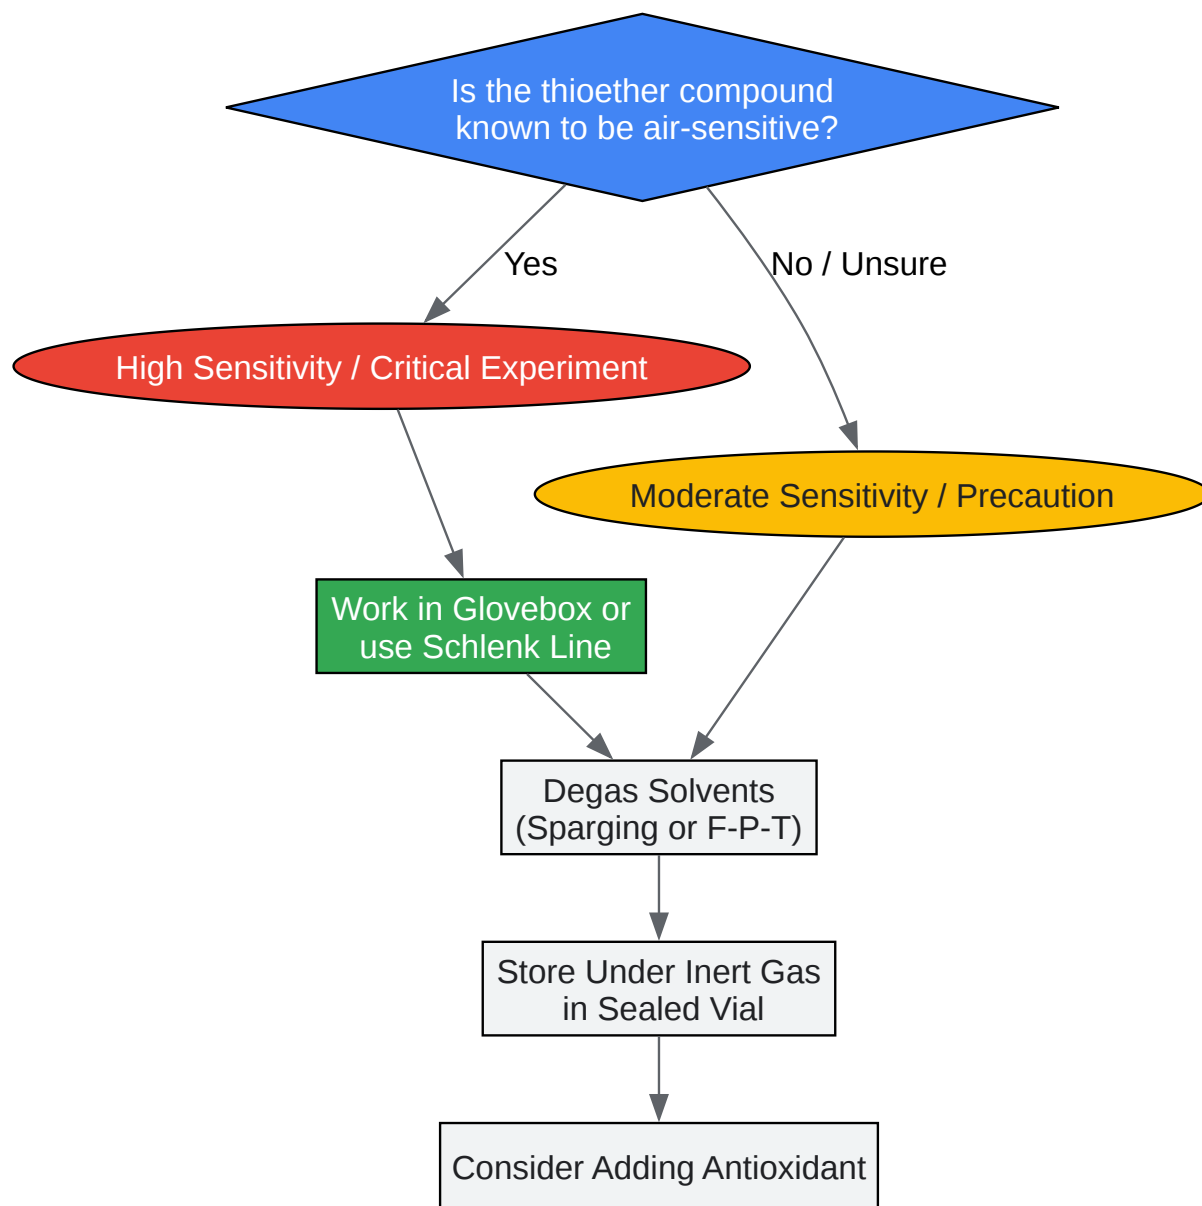 Is the thioether compound
known to be air-sensitive?
Yes
No / Unsure
High Sensitivity / Critical Experiment
Moderate Sensitivity / Precaution
Work in Glovebox or
use Schlenk Line
Degas Solvents
(Sparging or F-P-T)
Store Under Inert Gas
in Sealed Vial
Consider Adding Antioxidant